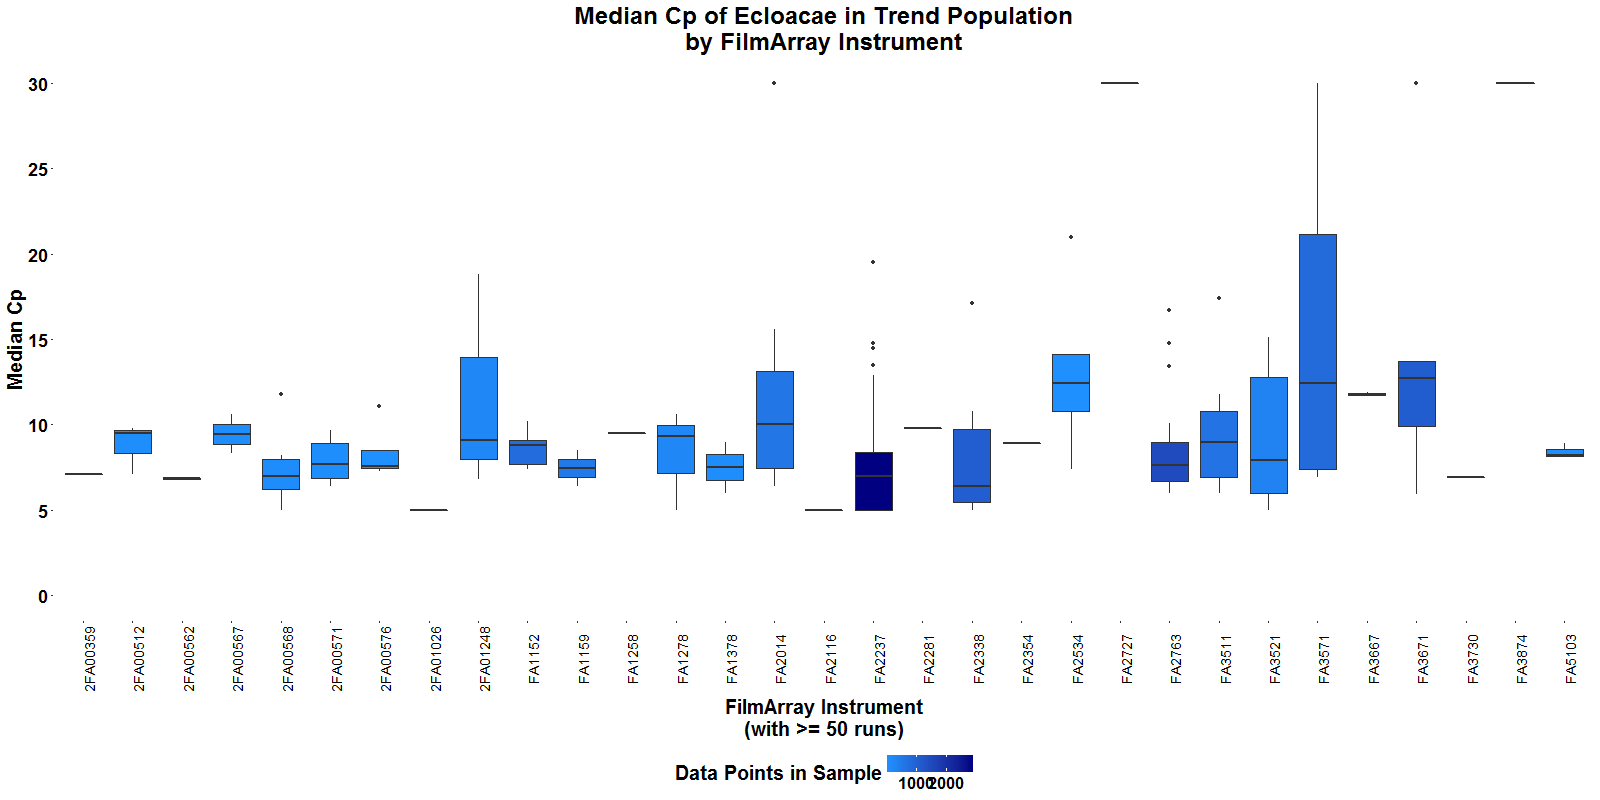 Median Cp of Ecloacae in Trend Population
by FilmArray Instrument
Median Cp
30
25
20
15
10
5
0
2FA00359
2FA00512
2FA00562
2FA00567
2FA00568
2FA00571
2FA00576
2FA01026
2FA01248
FA1152
FA1159
FA1258
FA1278
FA1378
FA2014
FA2116
FA2237
FA2281
FA2338
FA2354
FA2534
FA2727
FA2763
FA3511
FA3521
FA3571
FA3667
FA3671
FA3730
FA3874
FA5103
FilmArray Instrument
(with >= 50 runs)
Data Points in Sample
1000 2000